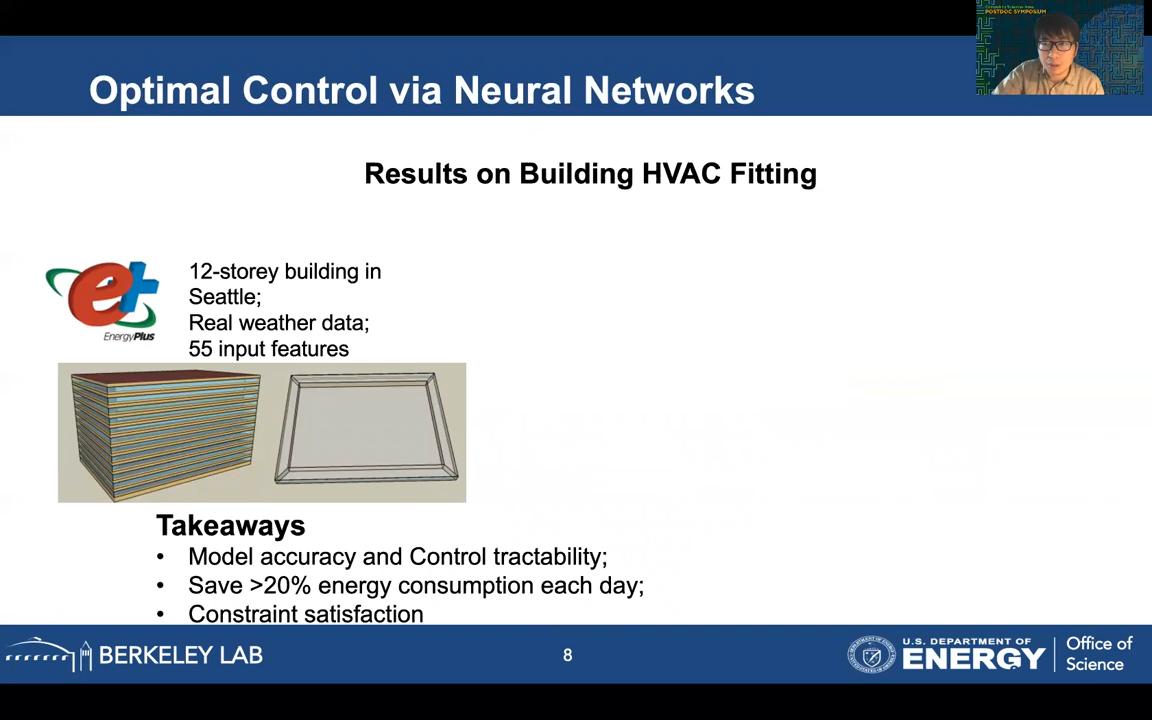 POSTDOC SYMPOSIUM
Optimal Control via Neural Networks
Results on Building HVAC Fitting
12-storey building in
Seattle;
Real weather data;
55 input features
EnergyPlus
Takeaways
• Model accuracy and Control tractability;
• Save >20% energy consumption each day;
• Constraint satisfaction
BERKELEY LAB
8
U.S. DEPARTMENT OF
ENERGY
Office of
Science